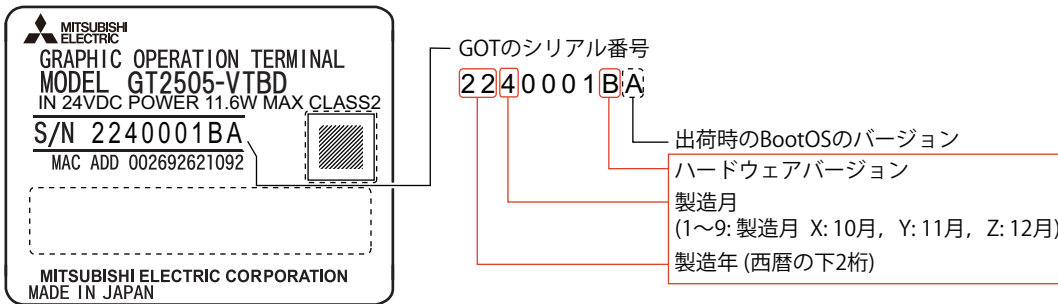 MITSUBISHI
ELECTRIC
GRAPHIC OPERATION TERMINAL
MODEL GT2505-VTBD
IN 24VDC POWER 11.6W MAX CLASS2
S/N 2240001BA
MAC ADD 002692621092
MITSUBISHI ELECTRIC CORPORATION
MADE IN JAPAN
GOTのシリアル番号
2240001BA
出荷時のBootOSのバージョン
ハードウェアバージョン
製造月
(1～9: 製造月 X: 10月, Y: 11月, Z: 12月)
製造年 (西暦の下2桁)